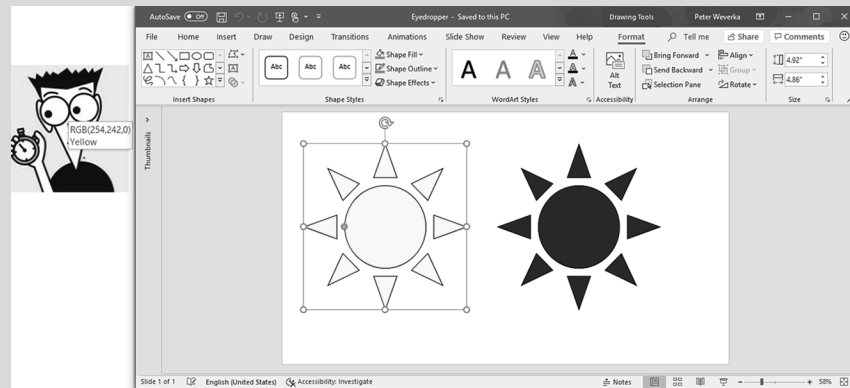 RGB(254,242,0)
Yellow
AutoSave Off Eyedropper - Saved to this PC Drawing Tools Peter Weverka
File Home Insert Draw Design Transitions Animations Slide Show Review View Help Format Tell me Share Comments
Abc Abc Abc
Shape Fill
Shape Outline
Shape Effects
A A A
A
A
A
Alt
Text
Bring Forward
Send Backward
Selection Pane
Align
Group
Rotate
4.92"
4.86"
Insert Shapes Shape Styles WordArt Styles Accessibility Arrange Size
Thumbnails
Slide 1 of 1 English (United States) Accessibility: Investigate Notes 58%